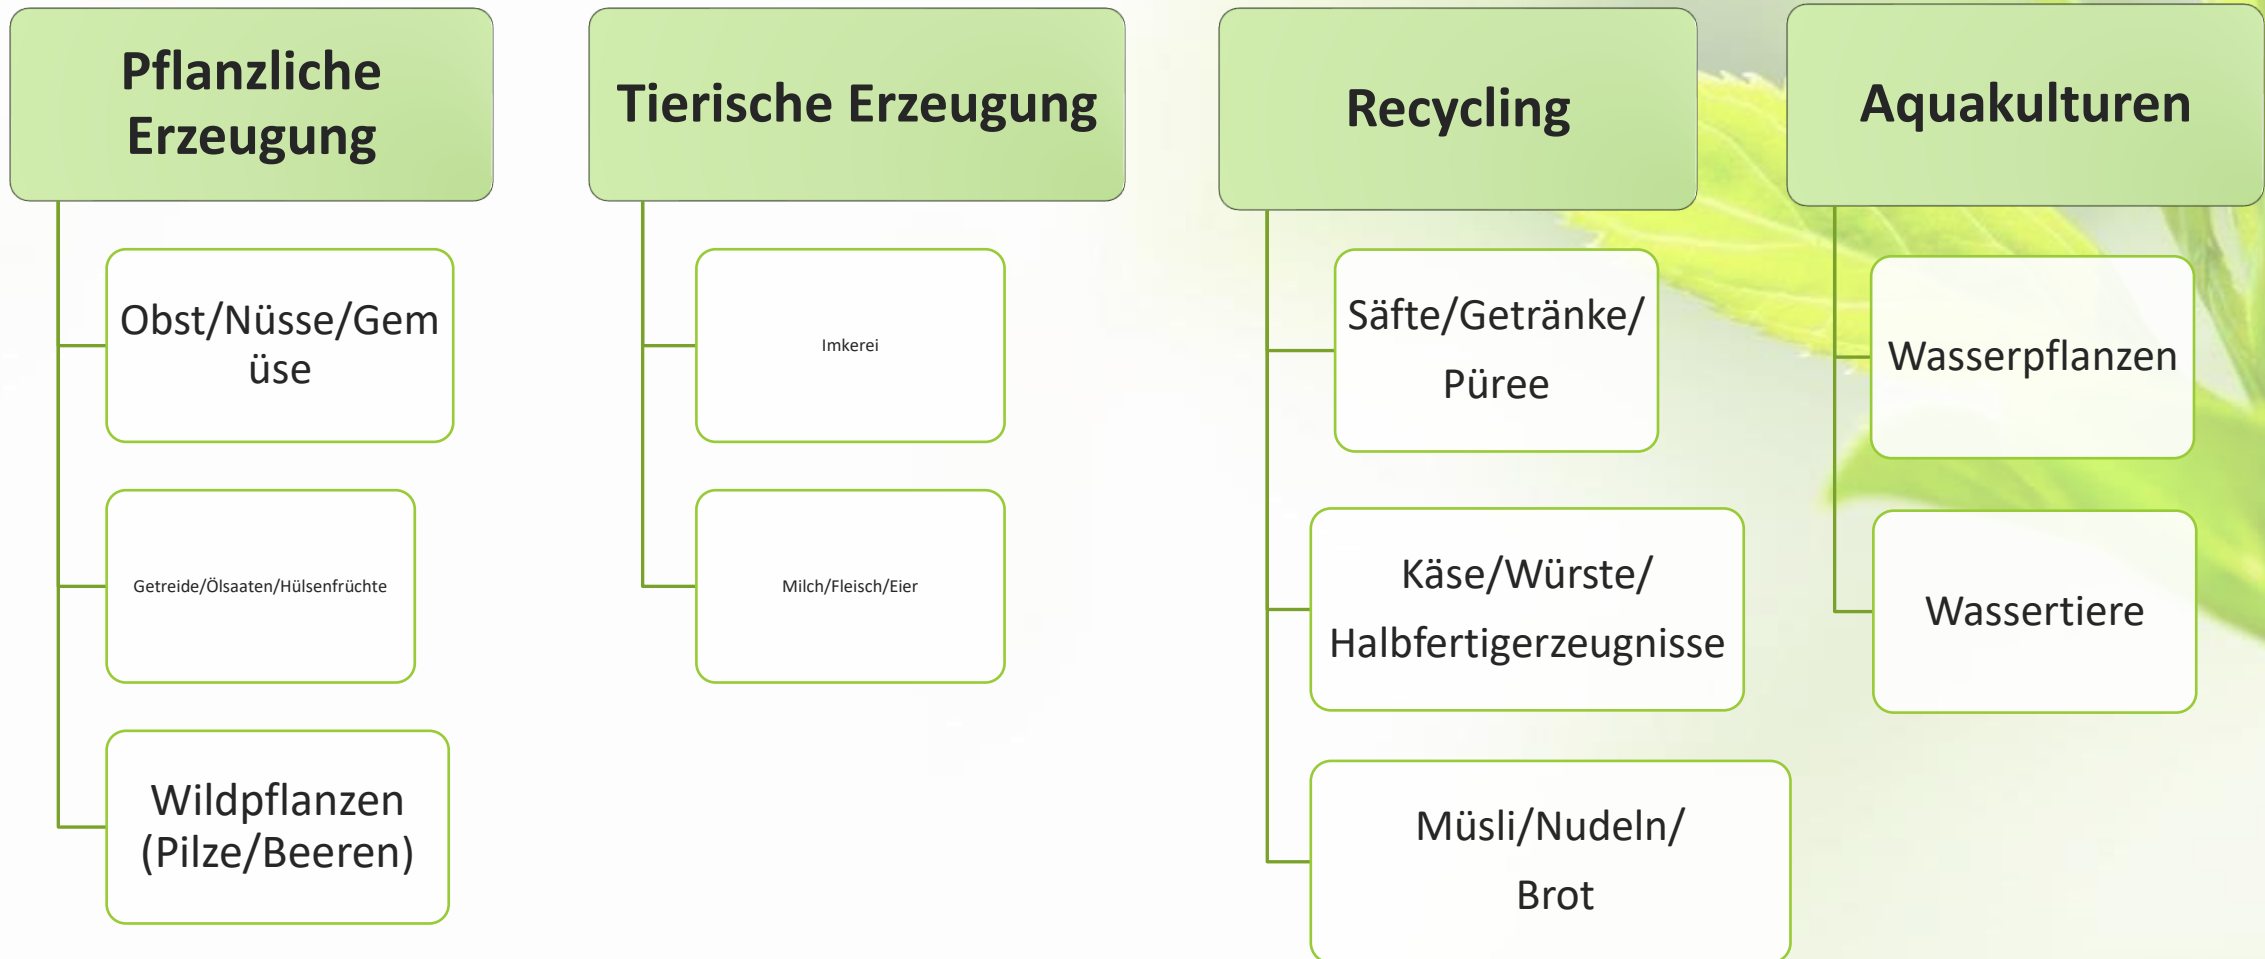 Pflanzliche
Erzeugung
Obst/Nüsse/Gem
üse
Getreide/Ölsaaten/Hülsenfrüchte
Wildpflanzen
(Pilze/Beeren)
Tierische Erzeugung
Imkerei
Milch/Fleisch/Eier
Recycling
Säfte/Getränke/
Püree
Käse/Würste/
Halbfertigerzeugnisse
Müsli/Nudeln/
Brot
Aquakulturen
Wasserpflanzen
Wassertiere